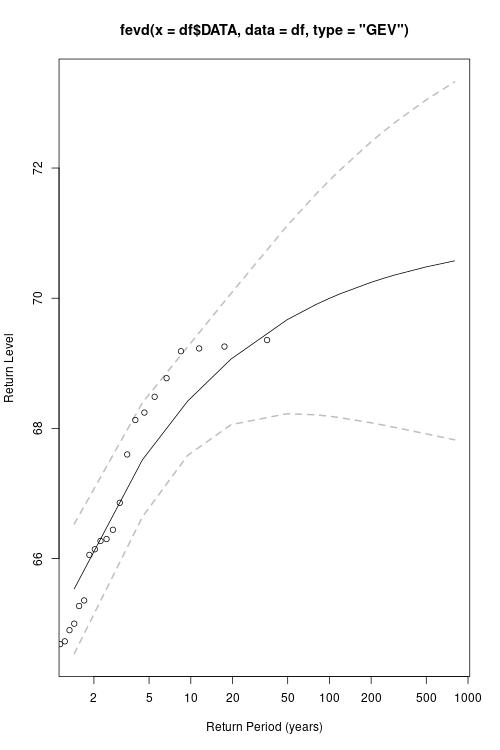 fevd(x = df$DATA, data = df, type = "GEV")
Return Level
72
70
68
66
2 5 10 20 50 100 200 500 1000
Return Period (years)